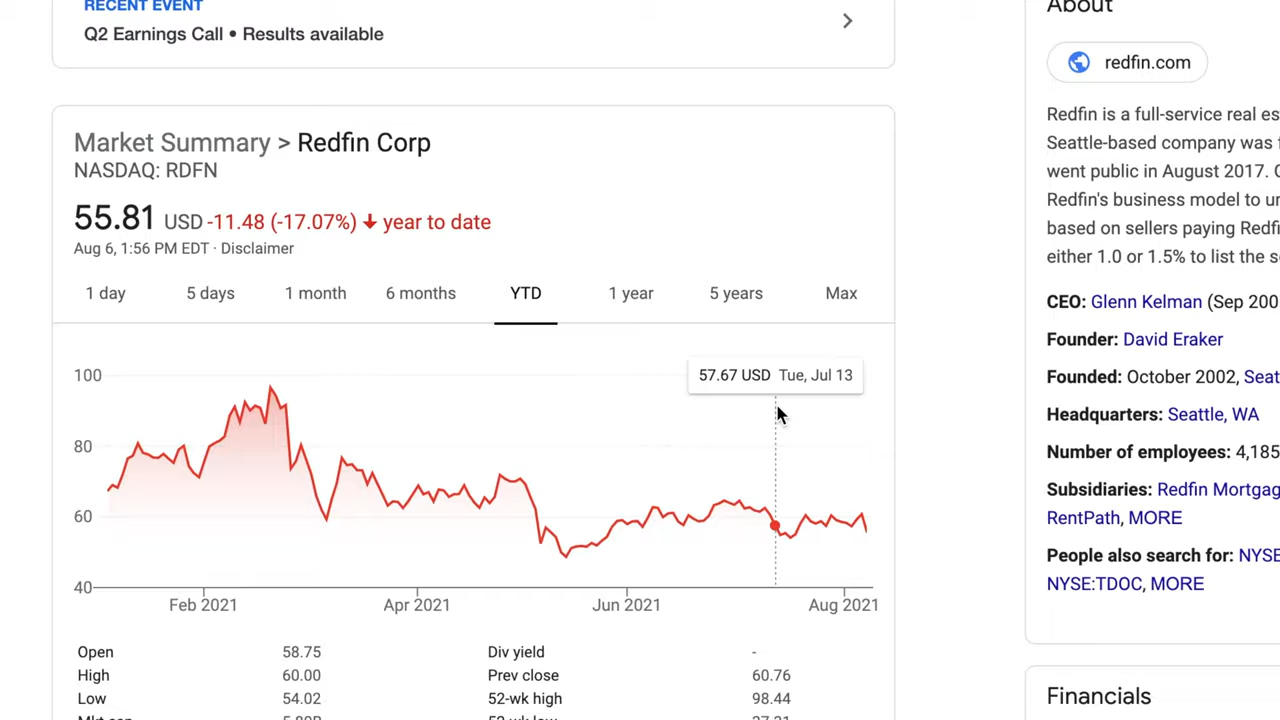 RECENT EVENT
Q2 Earnings Call • Results available
Market Summary > Redfin Corp
NASDAQ: RDFN
55.81 USD -11.48 (-17.07%) year to date
Aug 6, 1:56 PM EDT · Disclaimer
1 day 5 days 1 month 6 months YTD 1 year 5 years Max
57.67 USD Tue, Jul 13
100
80
60
40
Feb 2021 Apr 2021 Jun 2021 Aug 2021
Open 58.75 Div yield -
High 60.00 Prev close 60.76
Low 54.02 52-wk high 98.44
About
redfin.com
Redfin is a full-service real es
Seattle-based company was f
went public in August 2017.
Redfin's business model to
based on sellers paying Redfi
either 1.0 or 1.5% to list the s
CEO: Glenn Kelman (Sep 200
Founder: David Eraker
Founded: October 2002, Seat
Headquarters: Seattle, WA
Number of employees: 4,185
Subsidiaries: Redfin Mortgag
RentPath, MORE
People also search for: NYSE
NYSE:TDOC, MORE
Financials